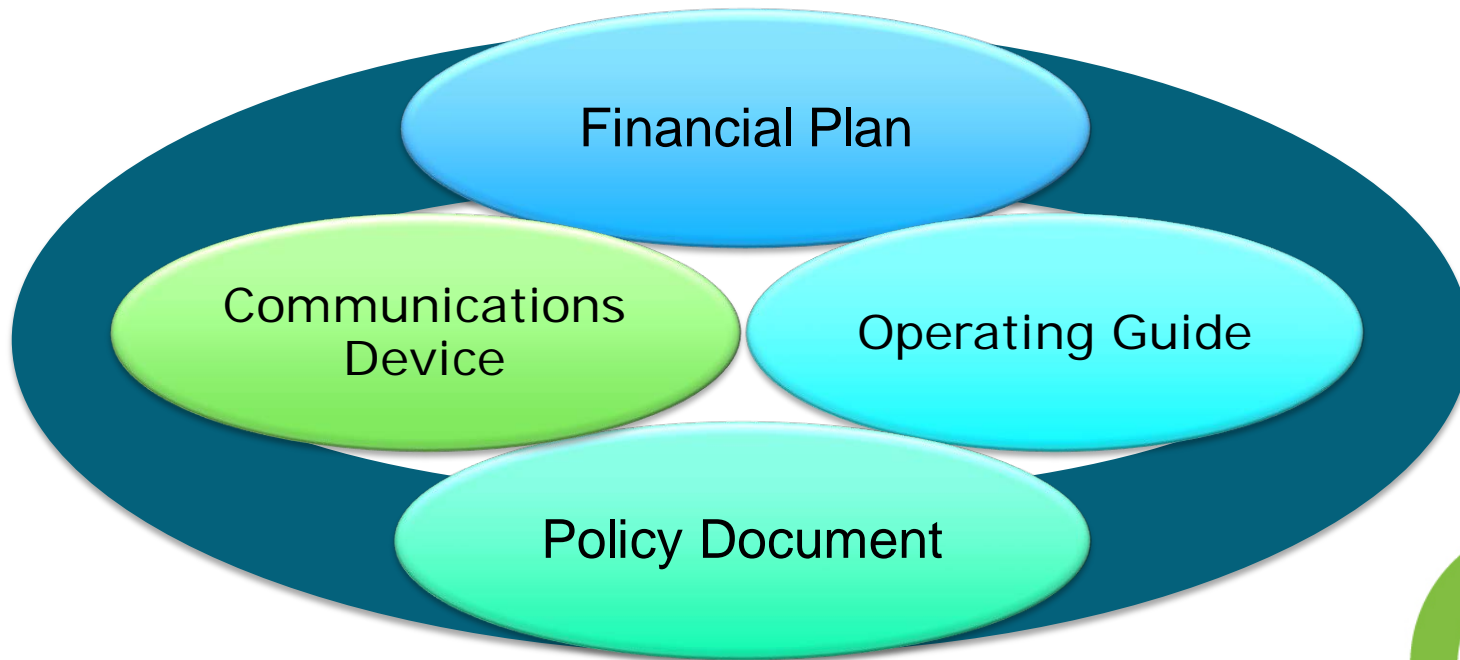 Financial Plan
Communications
Device
Operating Guide
Policy Document